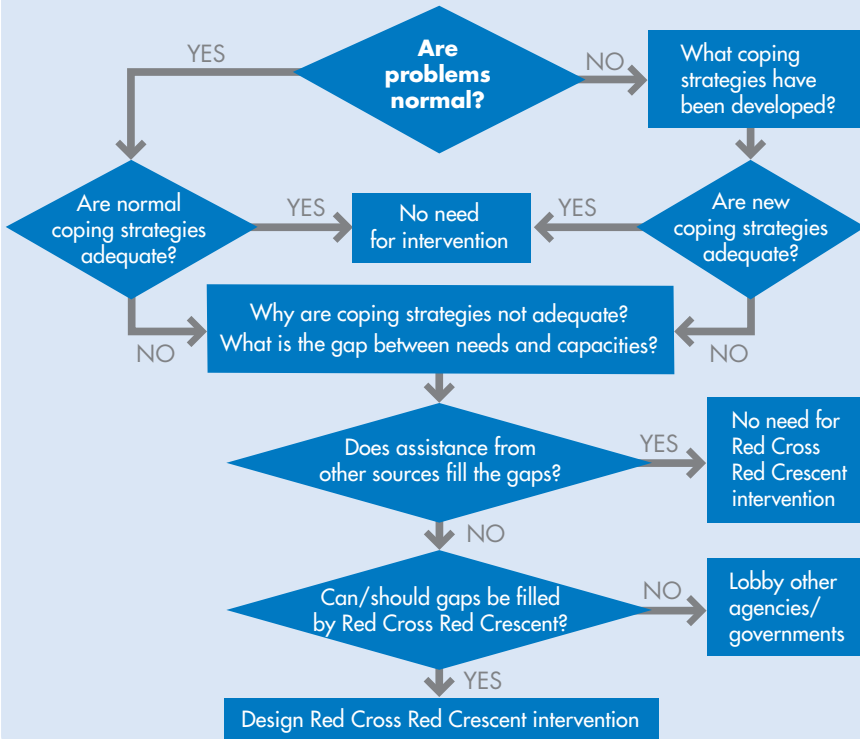 YES
Are
problems
normal?
NO
What coping
strategies have
been developed?
Are normal
coping strategies
adequate?
YES
No need
for intervention
YES
Are new
coping strategies
adequate?
NO
Why are coping strategies not adequate?
What is the gap between needs and capacities?
NO
Does assistance from
other sources fill the gaps?
YES
No need for
Red Cross
Red Crescent
intervention
NO
Can/should gaps be filled
by Red Cross Red Crescent?
NO
Lobby other
agencies/
governments
YES
Design Red Cross Red Crescent intervention